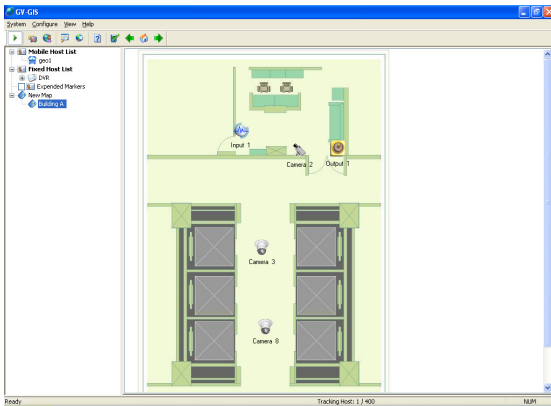 GV-GIS
System Configure View Help
Mobile Host List
geo1
Fixed Host List
DVR
Expended Markers
New Map
Building A
Input 1
Camera 2
Output 1
Camera 3
Camera 8
Ready
Tracking Host: 1 / 400
NUM